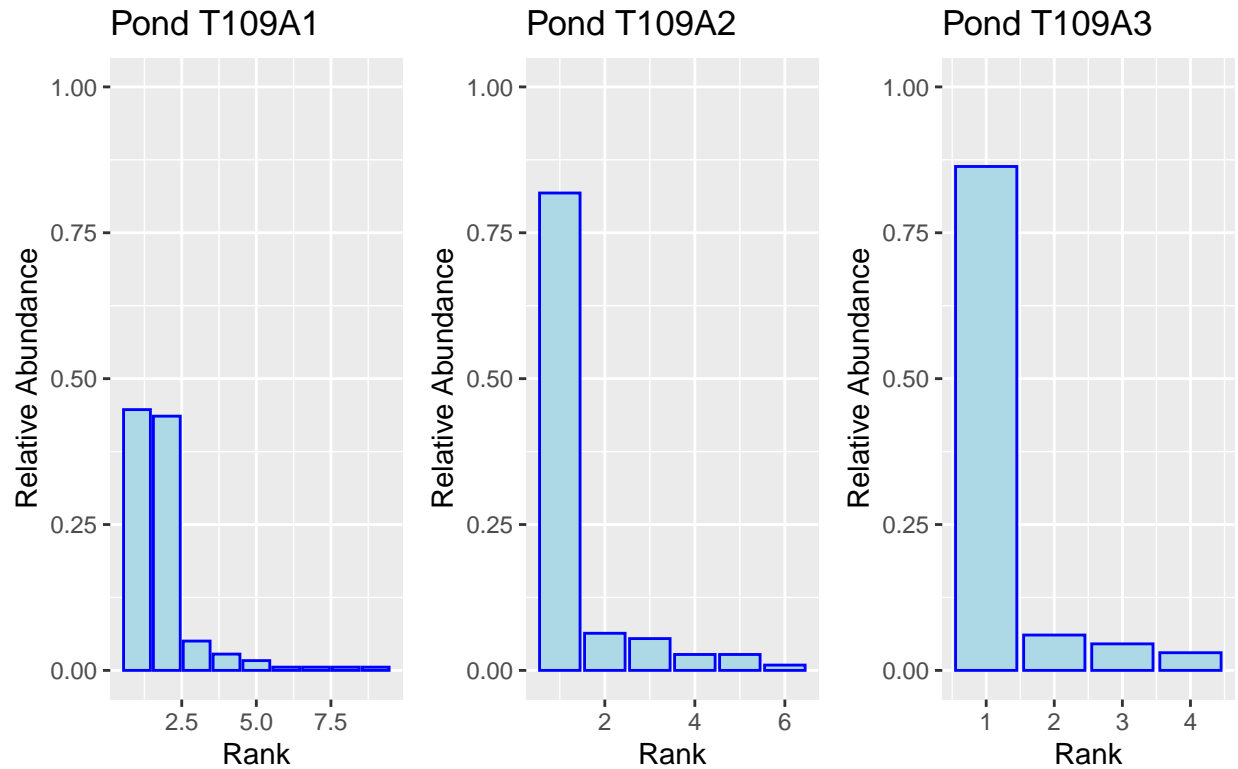 Pond T109A1
Relative Abundance
1.00
0.75
0.50
0.25
0.00
2.5 5.0 7.5
Rank
Pond T109A2
Relative Abundance
1.00
0.75
0.50
0.25
0.00
2 4 6
Rank
Pond T109A3
Relative Abundance
1.00
0.75
0.50
0.25
0.00
1 2 3 4
Rank